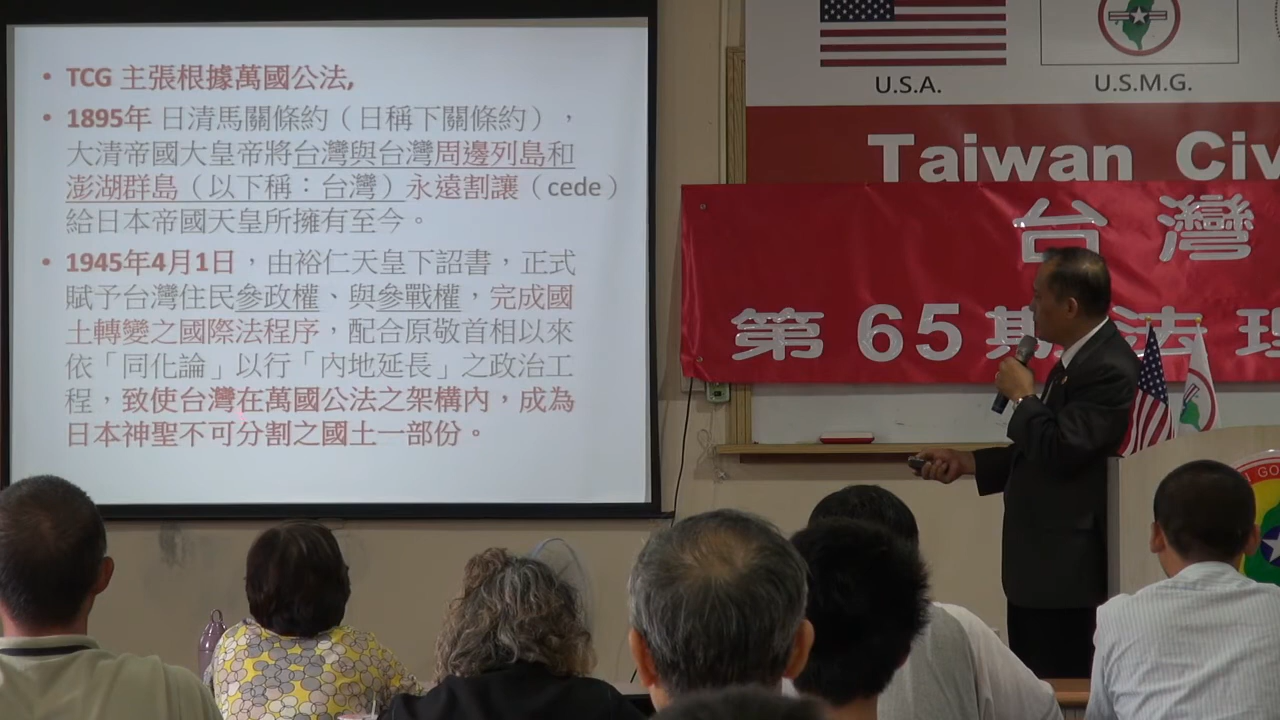 • TCG 主張根據萬國公法,
• 1895年 日清馬關條約（日稱下關條約），
大清帝國大皇帝將台灣與台灣周邊列島和
澎湖群島（以下稱：台灣）永遠割讓（cede）
給日本帝國天皇所擁有至今。
• 1945年4月1日，由裕仁天皇下詔書，正式
賦予台灣住民參政權、與參戰權，完成國
土轉變之國際法程序，配合原敬首相以來
依「同化論」以行「內地延長」之政治工
程，致使台灣在萬國公法之架構內，成為
日本神聖不可分割之國土一部份。
U.S.A.
U.S.M.G.
Taiwan Civ
台灣
第65期法理
GO